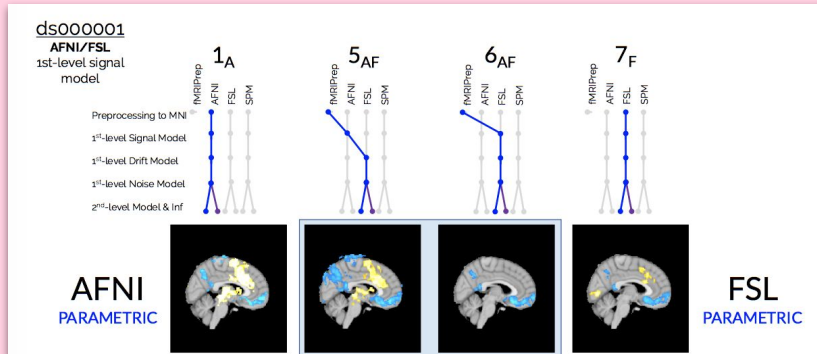 ds000001
AFNI/FSL
1st-level signal
model
1A
5AF
6AF
7F
fMRIPrep
AFNI
FSL
SPM
fMRIPrep
AFNI
FSL
SPM
fMRIPrep
AFNI
FSL
SPM
fMRIPrep
AFNI
FSL
SPM
Preprocessing to MNI
1st-level Signal Model
1st-level Drift Model
1st-level Noise Model
2nd-level Model & Inf
AFNI
PARAMETRIC
FSL
PARAMETRIC